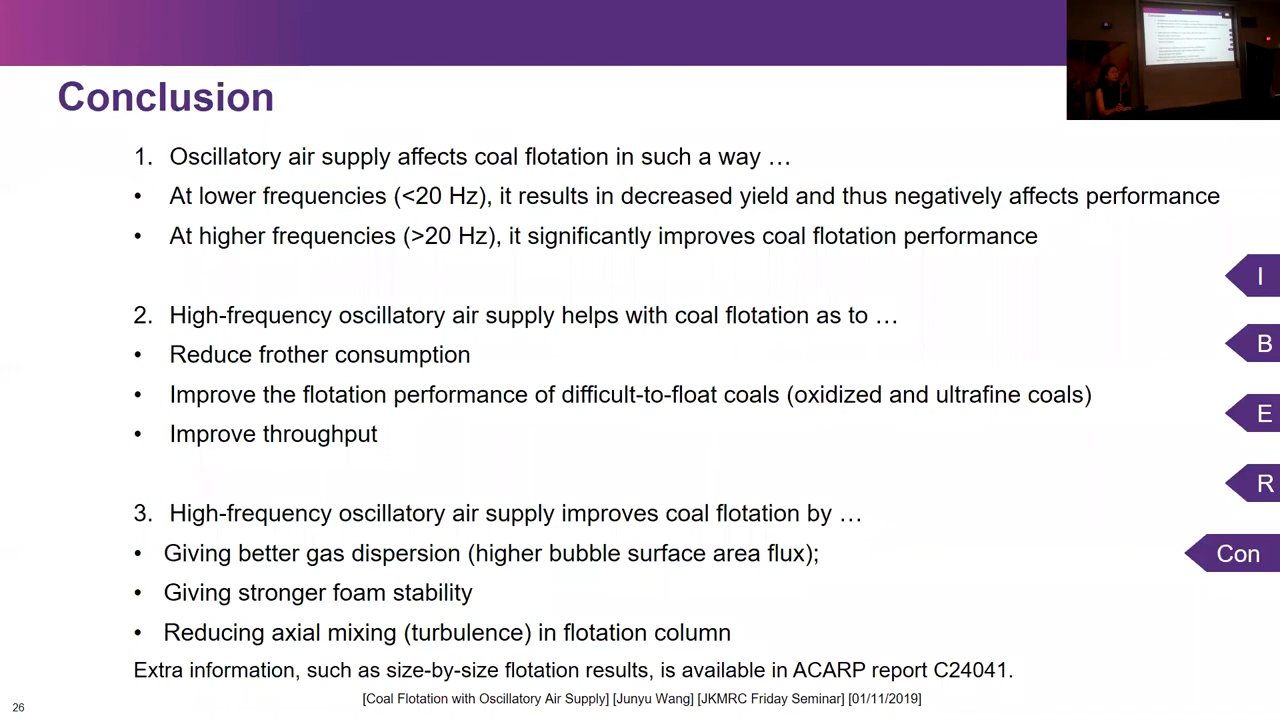 Conclusion
1. Oscillatory air supply affects coal flotation in such a way …
• At lower frequencies (<20 Hz), it results in decreased yield and thus negatively affects performance
• At higher frequencies (>20 Hz), it significantly improves coal flotation performance
2. High-frequency oscillatory air supply helps with coal flotation as to …
• Reduce frother consumption
• Improve the flotation performance of difficult-to-float coals (oxidized and ultrafine coals)
• Improve throughput
3. High-frequency oscillatory air supply improves coal flotation by …
• Giving better gas dispersion (higher bubble surface area flux);
• Giving stronger foam stability
• Reducing axial mixing (turbulence) in flotation column
Extra information, such as size-by-size flotation results, is available in ACARP report C24041.
I
B
E
R
Con
26
[Coal Flotation with Oscillatory Air Supply] [Junyu Wang] [JKMRC Friday Seminar] [01/11/2019]